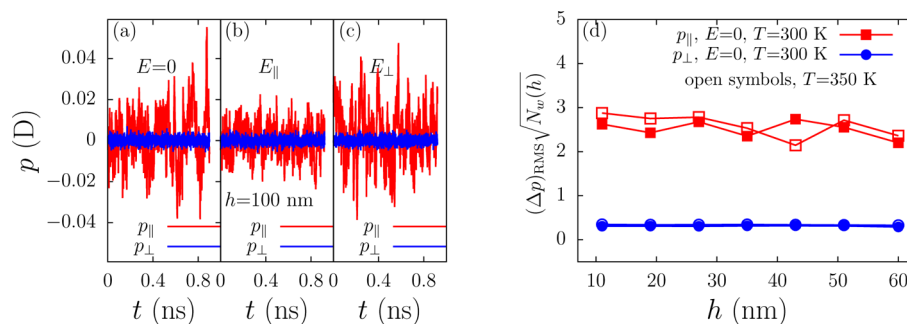 (a)
(b)
(c)
E=0
E∥
E⊥
0.04
0.02
0
−0.02
−0.04
p (D)
h=100 nm
p∥
p⊥
p∥
p⊥
p∥
p⊥
0 0.4 0.8
0 0.4 0.8
0 0.4 0.8
t (ns)
t (ns)
t (ns)
(d)
p∥, E=0, T=300 K
p⊥, E=0, T=300 K
open symbols, T=350 K
5
4
3
2
1
0
(Δp)RMS√Nw(h)
10 20 30 40 50 60
h (nm)